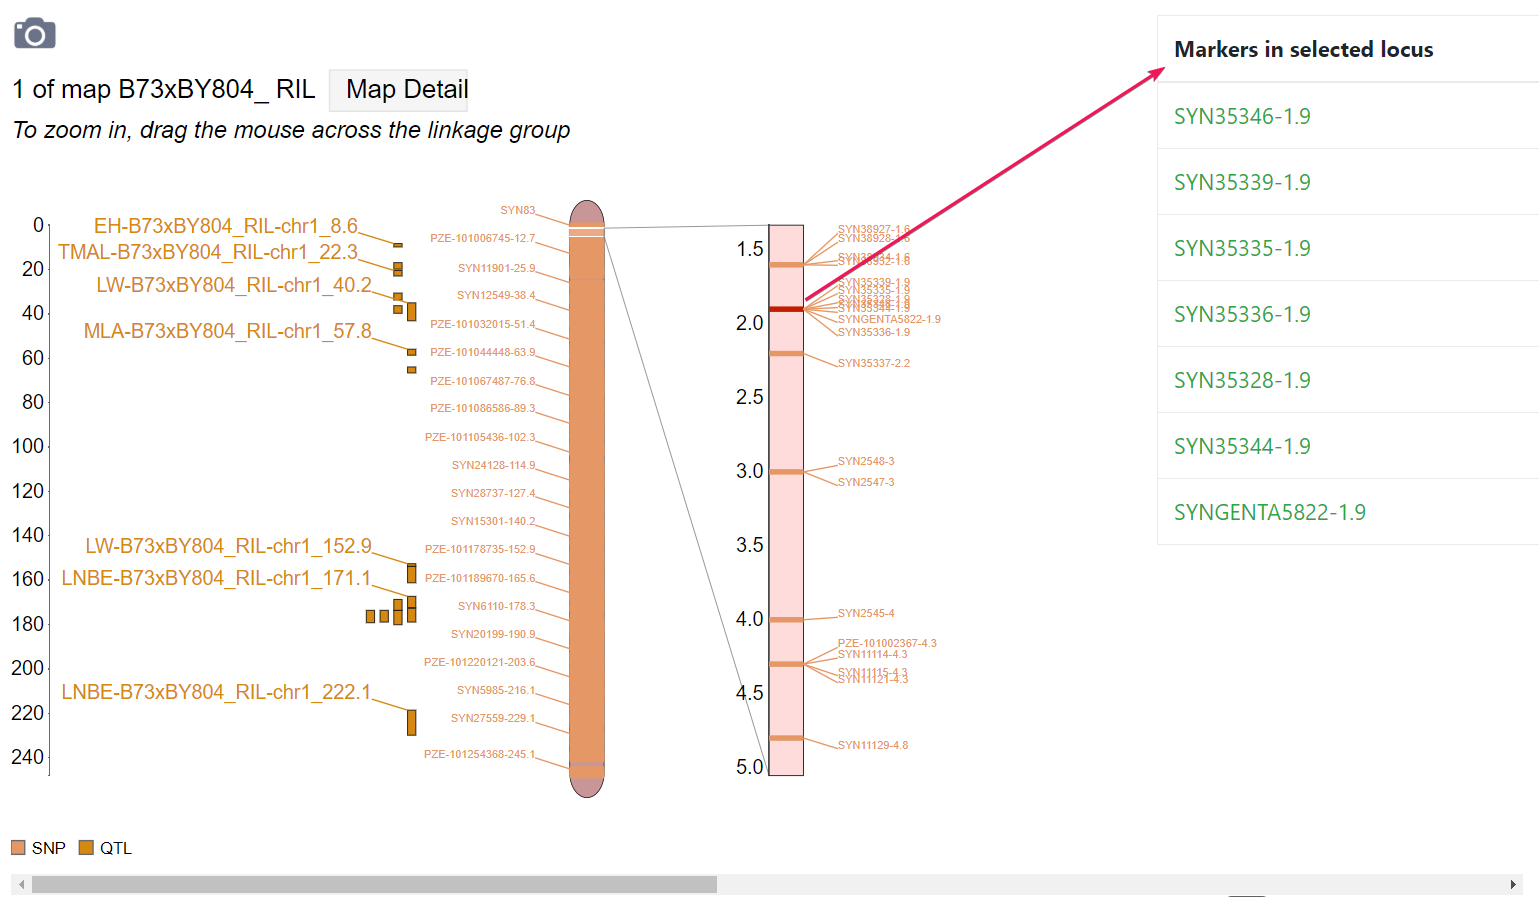 1 of map B73xBY804_ RIL
Map Detail
To zoom in, drag the mouse across the linkage group
0
20
40
60
80
100
120
140
160
180
200
220
240
EH-B73xBY804_RIL-chr1_8.6
TMAL-B73xBY804_RIL-chr1_22.3
LW-B73xBY804_RIL-chr1_40.2
MLA-B73xBY804_RIL-chr1_57.8
LW-B73xBY804_RIL-chr1_152.9
LNBE-B73xBY804_RIL-chr1_171.1
LNBE-B73xBY804_RIL-chr1_222.1
SYN83
PZE-101006745-12.7
SYN11901-25.9
SYN12549-38.4
PZE-101032015-51.4
PZE-101044448-63.9
PZE-101067487-76.8
PZE-101086586-89.3
PZE-101105436-102.3
SYN24128-114.9
SYN28737-127.4
SYN15301-140.2
PZE-101178735-152.9
PZE-101189670-165.6
SYN6110-178.3
SYN20199-190.9
PZE-101220121-203.6
SYN5985-216.1
SYN27559-229.1
PZE-101254368-245.1
1.5
2.0
2.5
3.0
3.5
4.0
4.5
5.0
SYN38927-1.6
SYN38928-1.6
SYN35339-1.9
SYN35335-1.9
SYN35328-1.9
SYN35344-1.9
SYNGENTA5822-1.9
SYN35336-1.9
SYN35337-2.2
SYN2548-3
SYN2547-3
SYN2545-4
PZE-101002367-4.3
SYN11114-4.3
SYN11115-4.3
SYN11121-4.3
SYN11129-4.8
SNP
QTL
Markers in selected locus
SYN35346-1.9
SYN35339-1.9
SYN35335-1.9
SYN35336-1.9
SYN35328-1.9
SYN35344-1.9
SYNGENTA5822-1.9